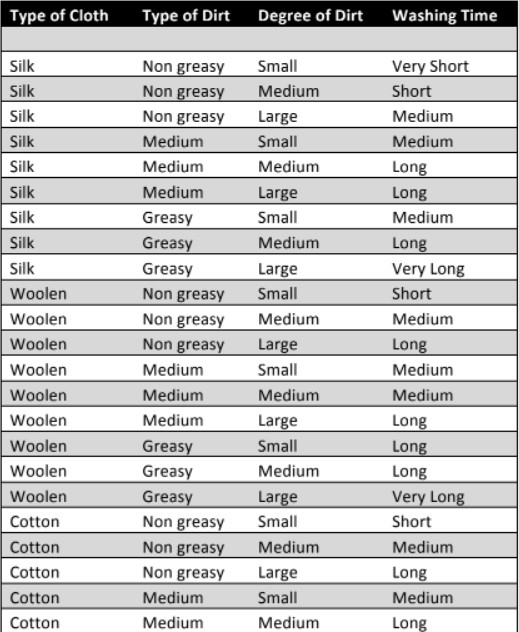 Type of Cloth Type of Dirt Degree of Dirt Washing Time
Silk Non greasy Small Very Short
Silk Non greasy Medium Short
Silk Non greasy Large Medium
Silk Medium Small Medium
Silk Medium Medium Long
Silk Medium Large Long
Silk Greasy Small Medium
Silk Greasy Medium Long
Silk Greasy Large Very Long
Woolen Non greasy Small Short
Woolen Non greasy Medium Medium
Woolen Non greasy Large Long
Woolen Medium Small Medium
Woolen Medium Medium Medium
Woolen Medium Large Long
Woolen Greasy Small Long
Woolen Greasy Medium Long
Woolen Greasy Large Very Long
Cotton Non greasy Small Short
Cotton Non greasy Medium Medium
Cotton Non greasy Large Long
Cotton Medium Small Medium
Cotton Medium Medium Long